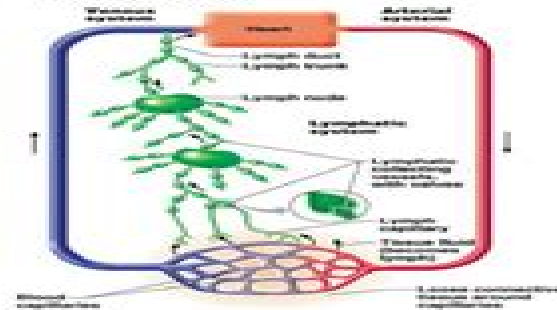 Venous
system
Heart
Arterial
system
Lymph duct
Lymph trunk
Lymph node
Lymphatic
system
Lymphatic
collecting
vessels,
with valves
Lymph
capillary
Tissue fluid
(becomes
lymph)
Blood
capillaries
Loose connective
tissue around
capillaries